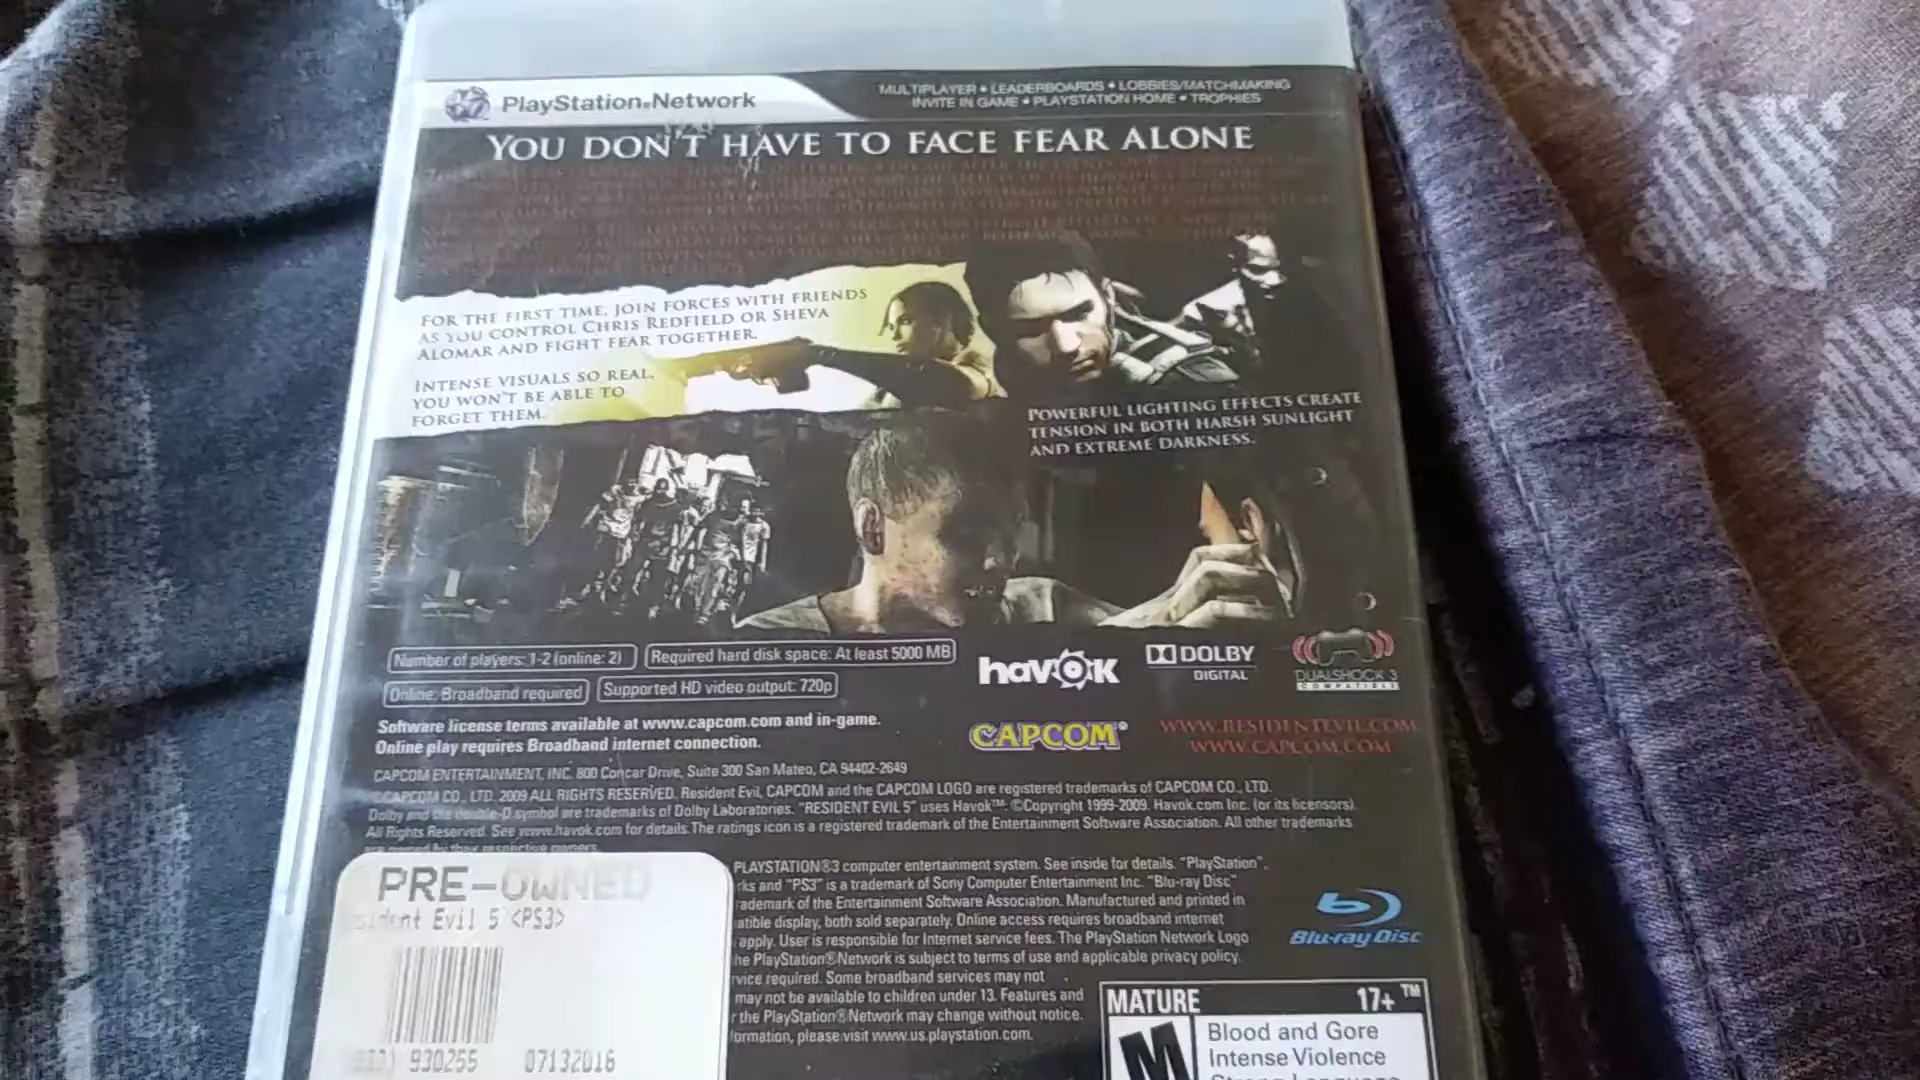 PlayStation®Network
MULTIPLAYER • LEADERBOARDS • LOBBIES/MATCHMAKING
INVITE IN GAME • PLAYSTATION HOME • TROPHIES
YOU DON'T HAVE TO FACE FEAR ALONE
FOR THE FIRST TIME, JOIN FORCES WITH FRIENDS
AS YOU CONTROL CHRIS REDFIELD OR SHEVA
ALOMAR AND FIGHT FEAR TOGETHER.
INTENSE VISUALS SO REAL,
YOU WON'T BE ABLE TO
FORGET THEM.
POWERFUL LIGHTING EFFECTS CREATE
TENSION IN BOTH HARSH SUNLIGHT
AND EXTREME DARKNESS.
Number of players: 1-2 (online: 2)
Required hard disk space: At least 5000 MB
Online: Broadband required
Supported HD video output: 720p
havok
DOLBY
DIGITAL
DUALSHOCK 3
COMPATIBLE
Software license terms available at www.capcom.com and in-game.
Online play requires Broadband internet connection.
CAPCOM®
WWW.RESIDENTEVIL.COM
WWW.CAPCOM.COM
CAPCOM ENTERTAINMENT, INC. 800 Concar Drive, Suite 300 San Mateo, CA 94402-2649
©CAPCOM CO., LTD. 2009 ALL RIGHTS RESERVED. Resident Evil, CAPCOM and the CAPCOM LOGO are registered trademarks of CAPCOM CO., LTD.
Dolby and the double-D symbol are trademarks of Dolby Laboratories. "RESIDENT EVIL 5" uses Havok™: ©Copyright 1999-2009. Havok.com Inc. (or its licensors).
All Rights Reserved. See www.havok.com for details. The ratings icon is a registered trademark of the Entertainment Software Association. All other trademarks
are owned by their respective owners.
PLAYSTATION®3 computer entertainment system. See inside for details. "PlayStation",
rks and "PS3" is a trademark of Sony Computer Entertainment Inc. "Blu-ray Disc"
rademark of the Entertainment Software Association. Manufactured and printed in
atible display, both sold separately. Online access requires broadband internet
apply. User is responsible for Internet service fees. The PlayStation Network Logo
he PlayStation®Network is subject to terms of use and applicable privacy policy.
rvice required. Some broadband services may not
may not be available to children under 13. Features and
r the PlayStation®Network may change without notice.
formation, please visit www.us.playstation.com.
PRE-OWNED
sident Evil 5 <PS3>
930255 07132016
Blu-ray Disc
MATURE 17+ ™
M
Blood and Gore
Intense Violence